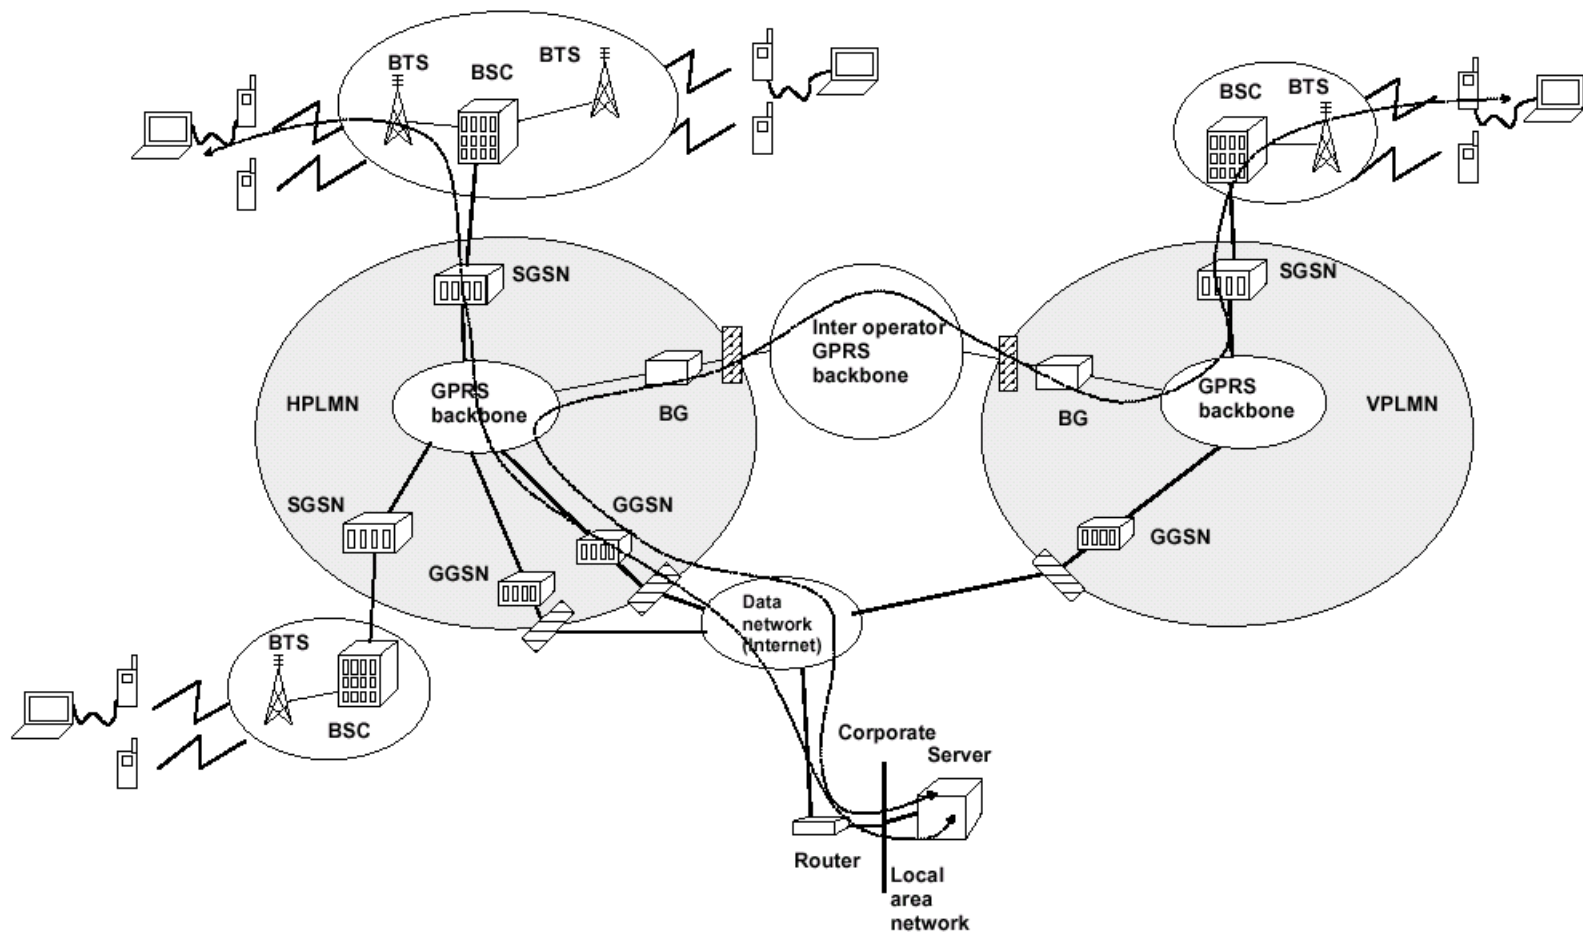 BTS
BSC
BTS
BSC
BTS
SGSN
SGSN
Inter operator
GPRS
backbone
HPLMN
GPRS
backbone
BG
BG
GPRS
backbone
VPLMN
SGSN
GGSN
GGSN
GGSN
Data
network
(Internet)
BTS
BSC
Corporate
Server
Router
Local
area
network